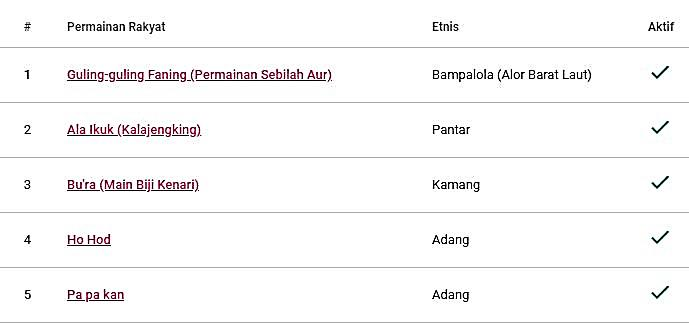 # Permainan Rakyat Etnis Aktif
1 Guling-guling Faning (Permainan Sebilah Aur) Bampalola (Alor Barat Laut)
2 Ala Ikuk (Kalajengking) Pantar
3 Bu'ra (Main Biji Kenari) Kamang
4 Ho Hod Adang
5 Pa pa kan Adang